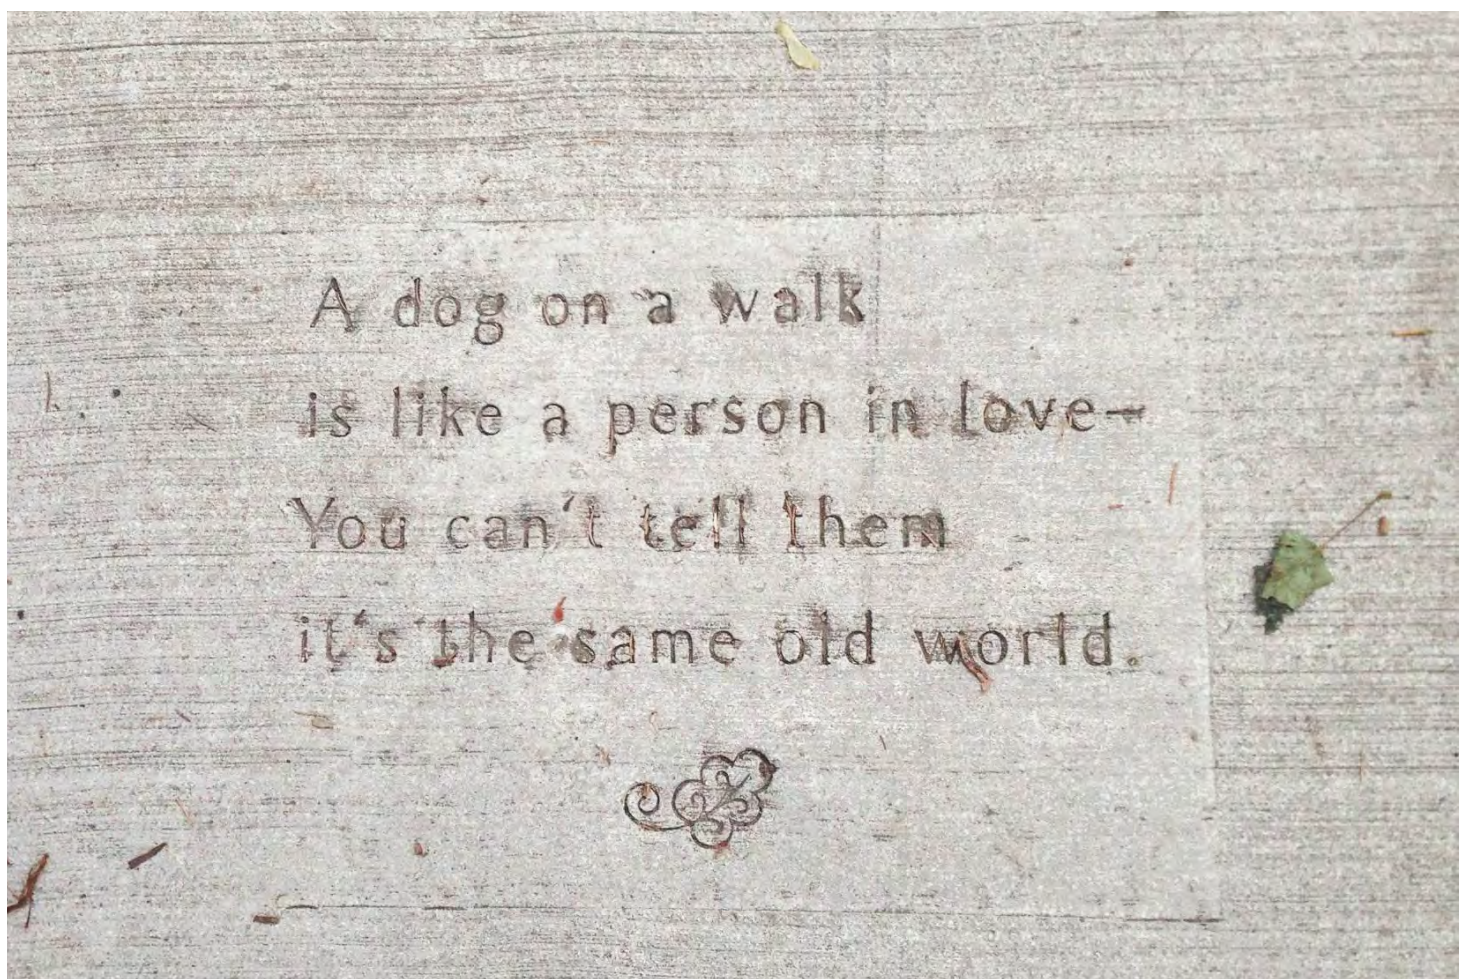 A dog on a walk
is like a person in love—
You can't tell them
it's the same old world.